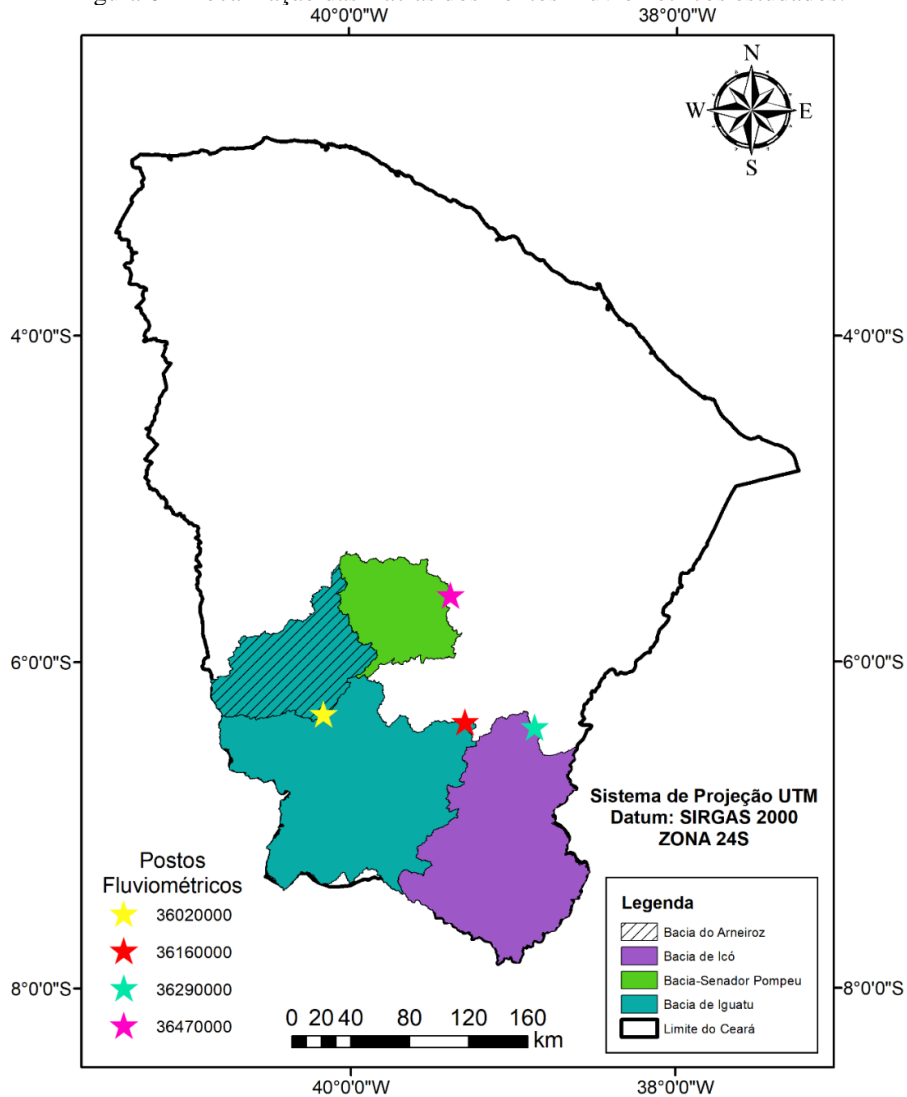 40°0'0"W 38°0'0"W
N
W E
S
4°0'0"S 4°0'0"S
6°0'0"S 6°0'0"S
Sistema de Projeção UTM
Datum: SIRGAS 2000
ZONA 24S
Postos
Fluviométricos
36020000
36160000
36290000
36470000
Legenda
Bacia do Arneiroz
Bacia de Icó
Bacia-Senador Pompeu
Bacia de Iguatu
Limite do Ceará
8°0'0"S 8°0'0"S
0 20 40 80 120 160
km
40°0'0"W 38°0'0"W